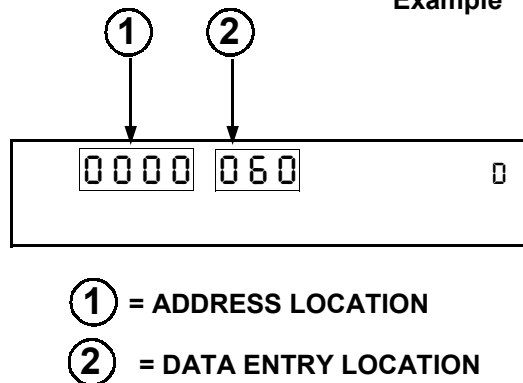 Example
1 2
0000 060 0
1 = ADDRESS LOCATION
2 = DATA ENTRY LOCATION